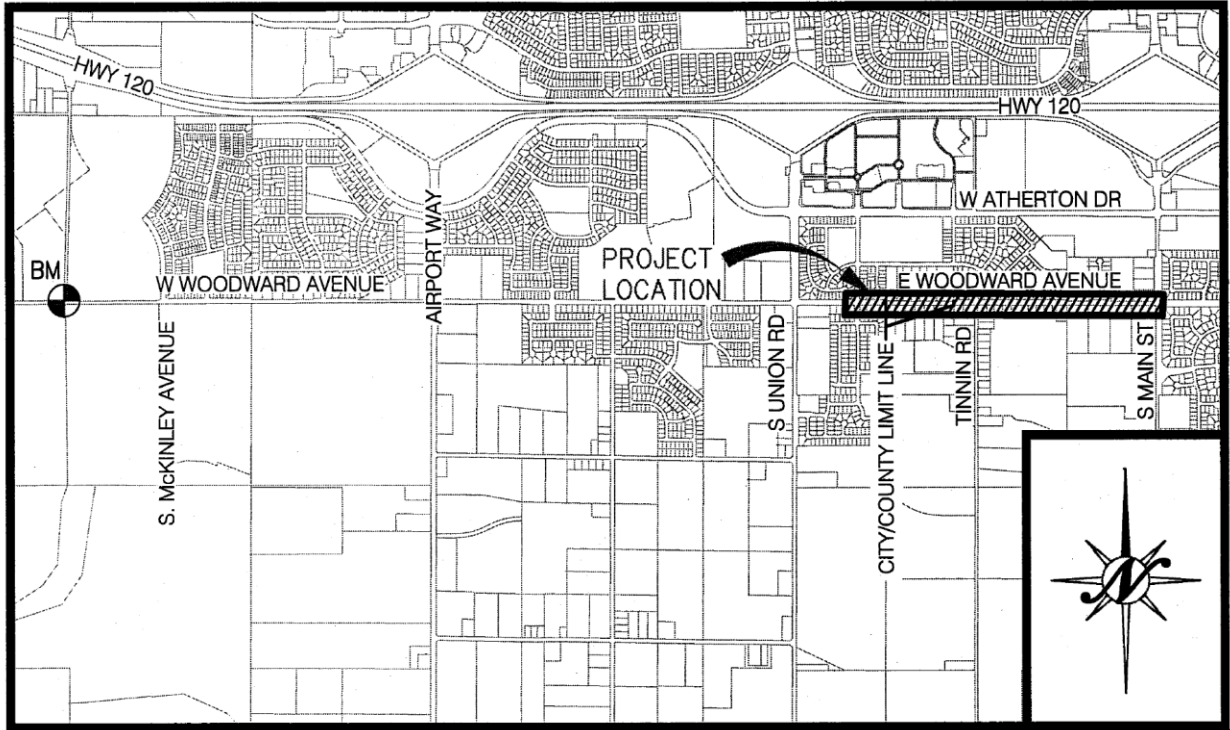 HWY 120
HWY 120
W ATHERTON DR
AIRPORT WAY
PROJECT
LOCATION
BM
W WOODWARD AVENUE
E WOODWARD AVENUE
S. McKINLEY AVENUE
S UNION RD
CITY/COUNTY LIMIT LINE
TINNIN RD
S MAIN ST
N